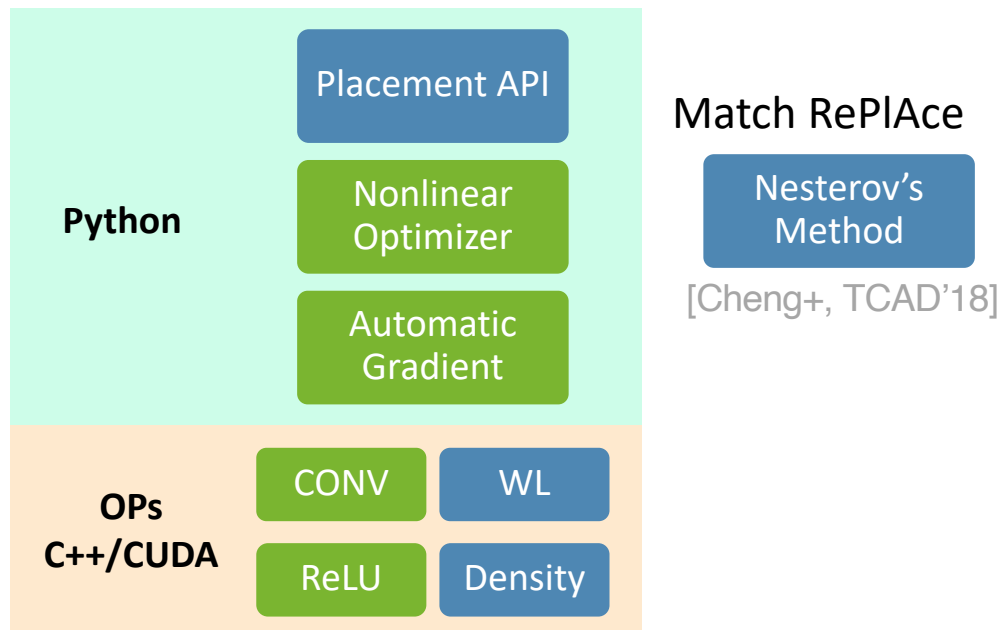 Placement API
Python
Nonlinear
Optimizer
Automatic
Gradient
Match RePlAce
Nesterov’s
Method
[Cheng+, TCAD’18]
OPs
C++/CUDA
CONV
WL
ReLU
Density